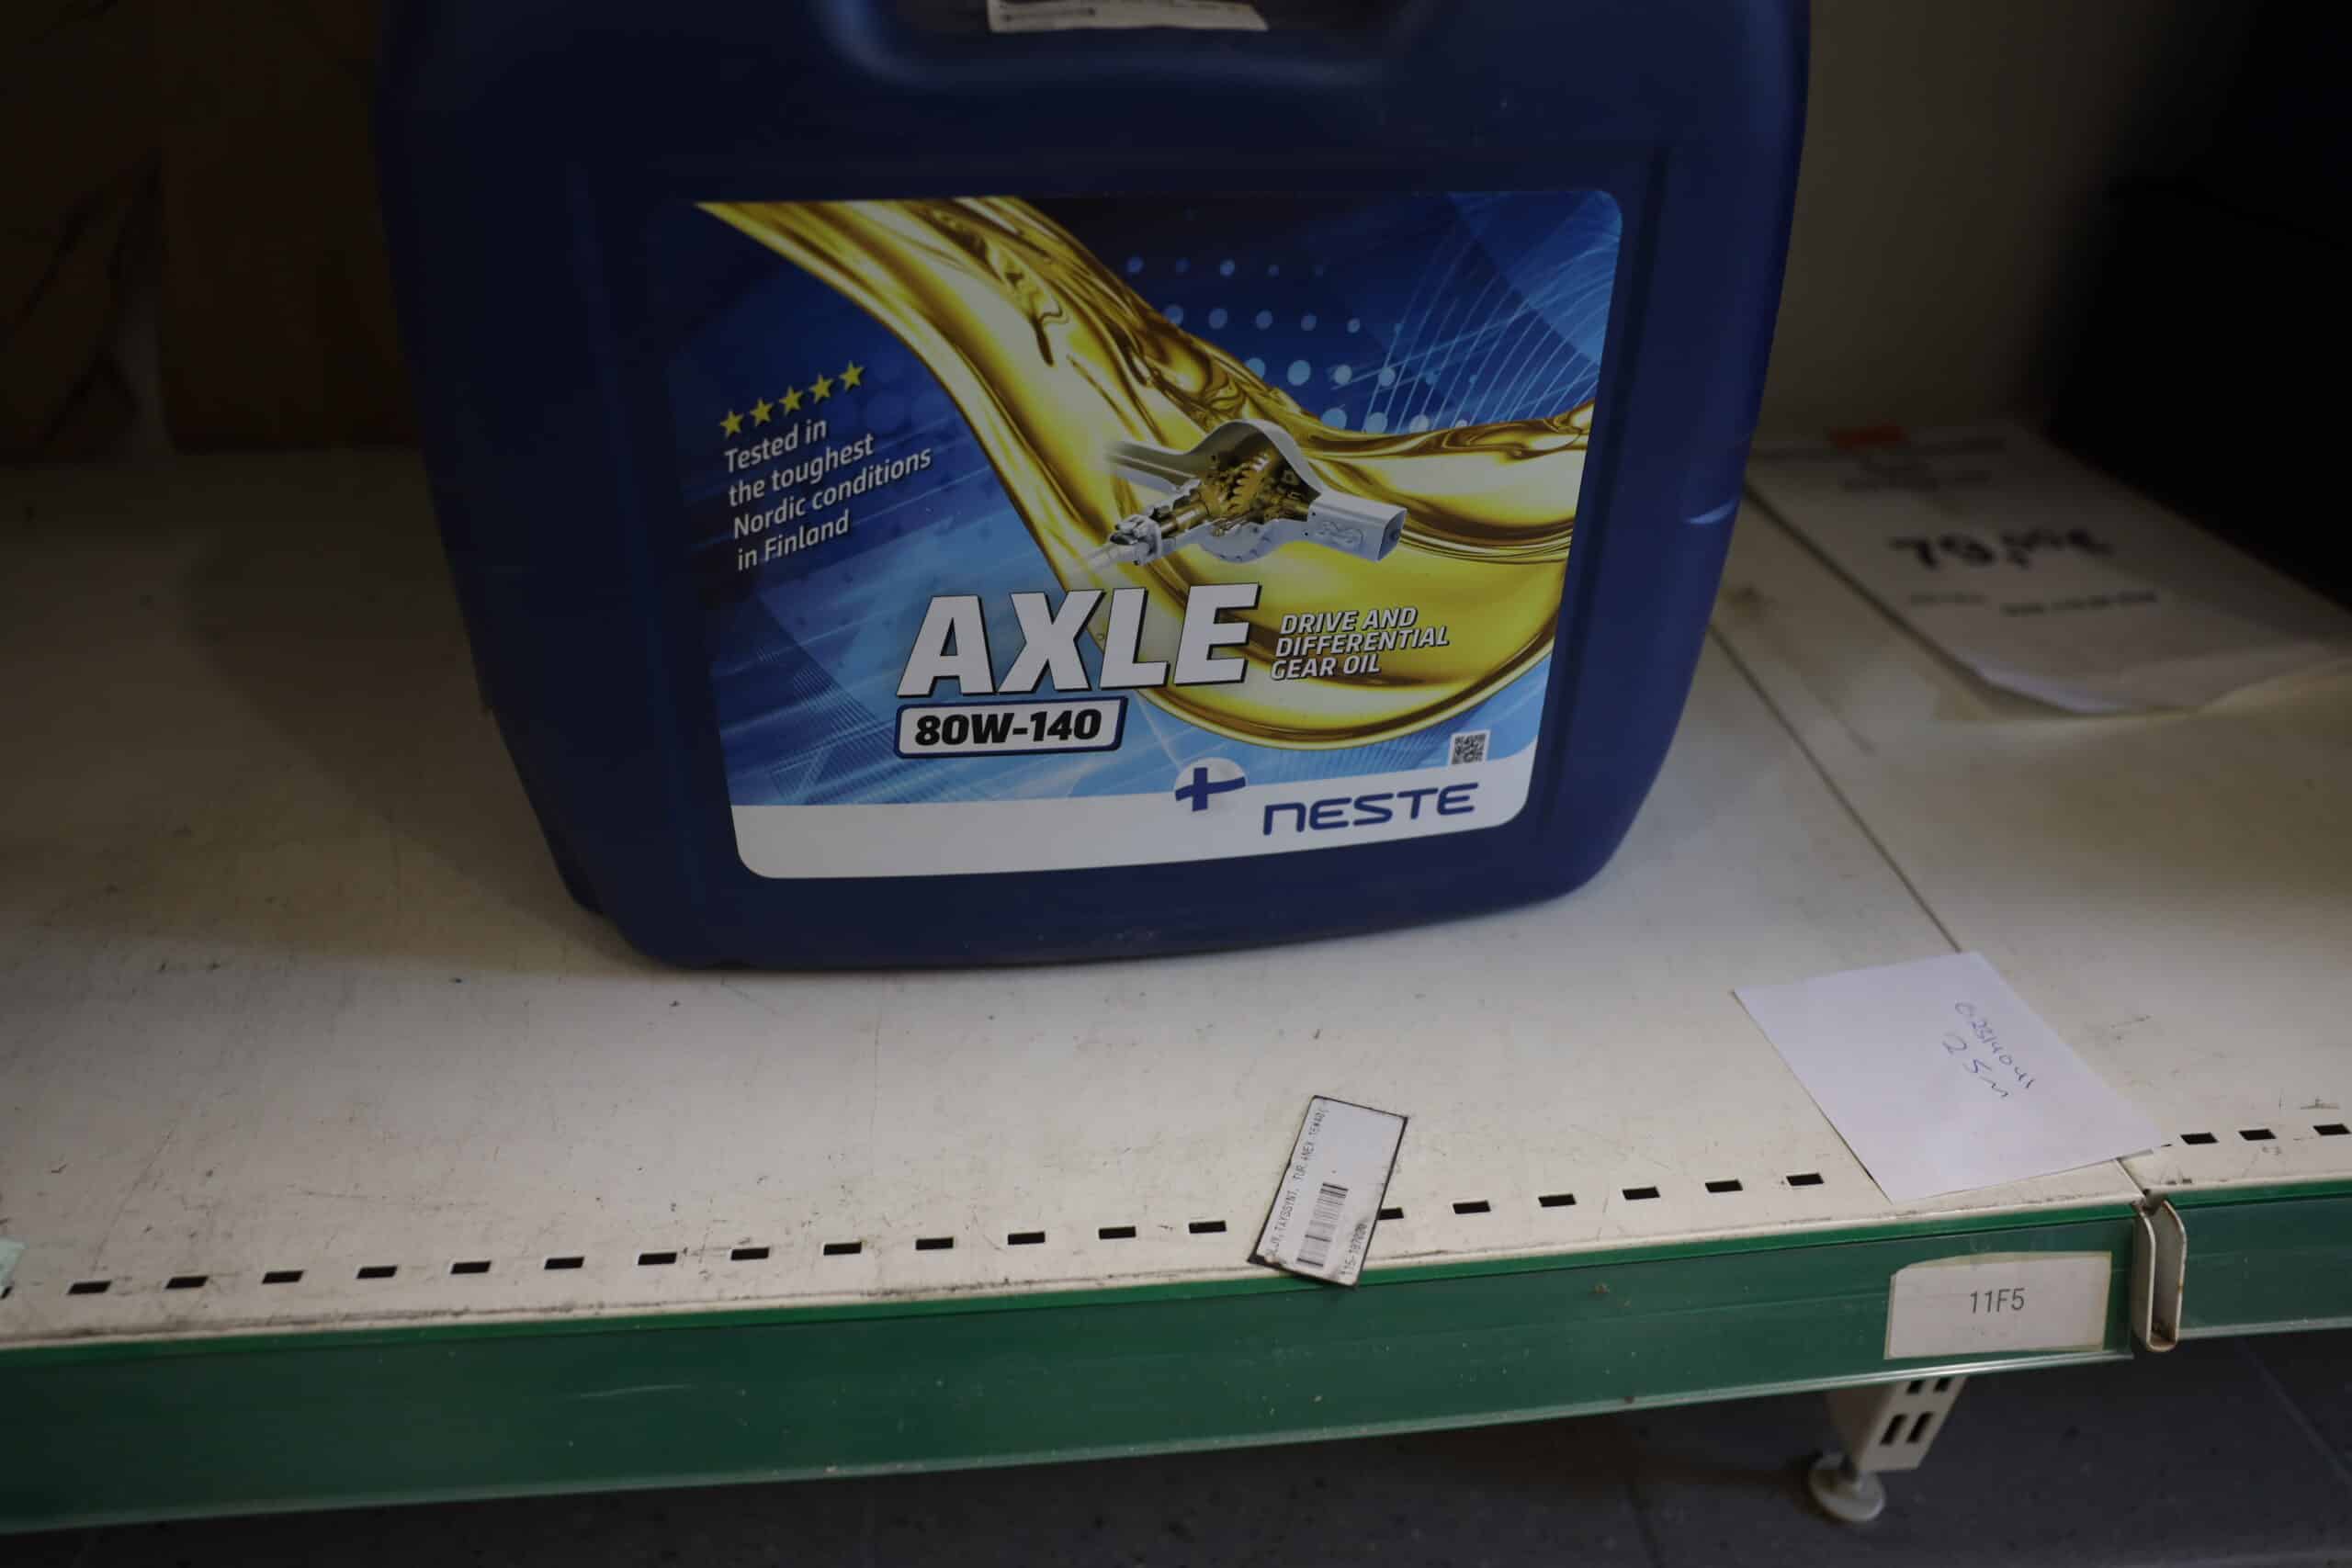 Tested in
the toughest
Nordic conditions
in Finland
AXLE
DRIVE AND
DIFFERENTIAL
GEAR OIL
80W-140
NESTE
11F5